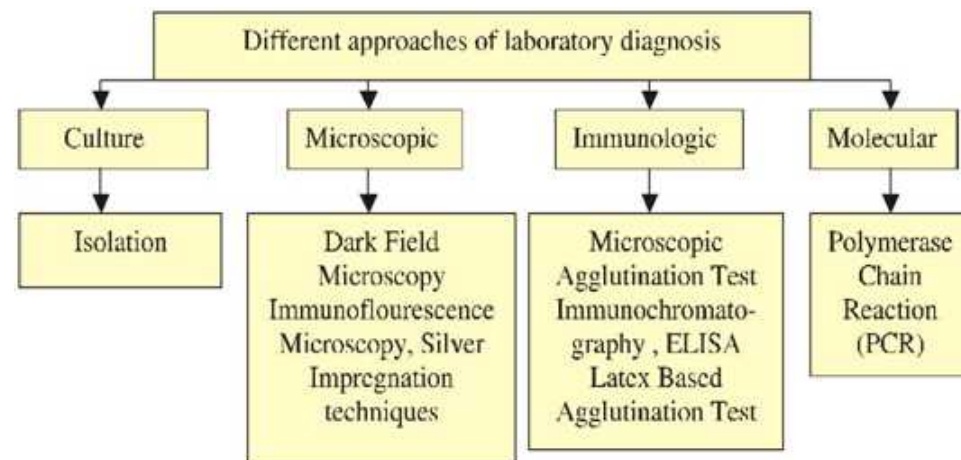 Different approaches of laboratory diagnosis
Culture
Microscopic
Immunologic
Molecular
Isolation
Dark Field
Microscopy
Immunoflourescence
Microscopy, Silver
Impregnation
techniques
Microscopic
Agglutination Test
Immunochromato-
graphy , ELISA
Latex Based
Agglutination Test
Polymerase
Chain
Reaction
(PCR)